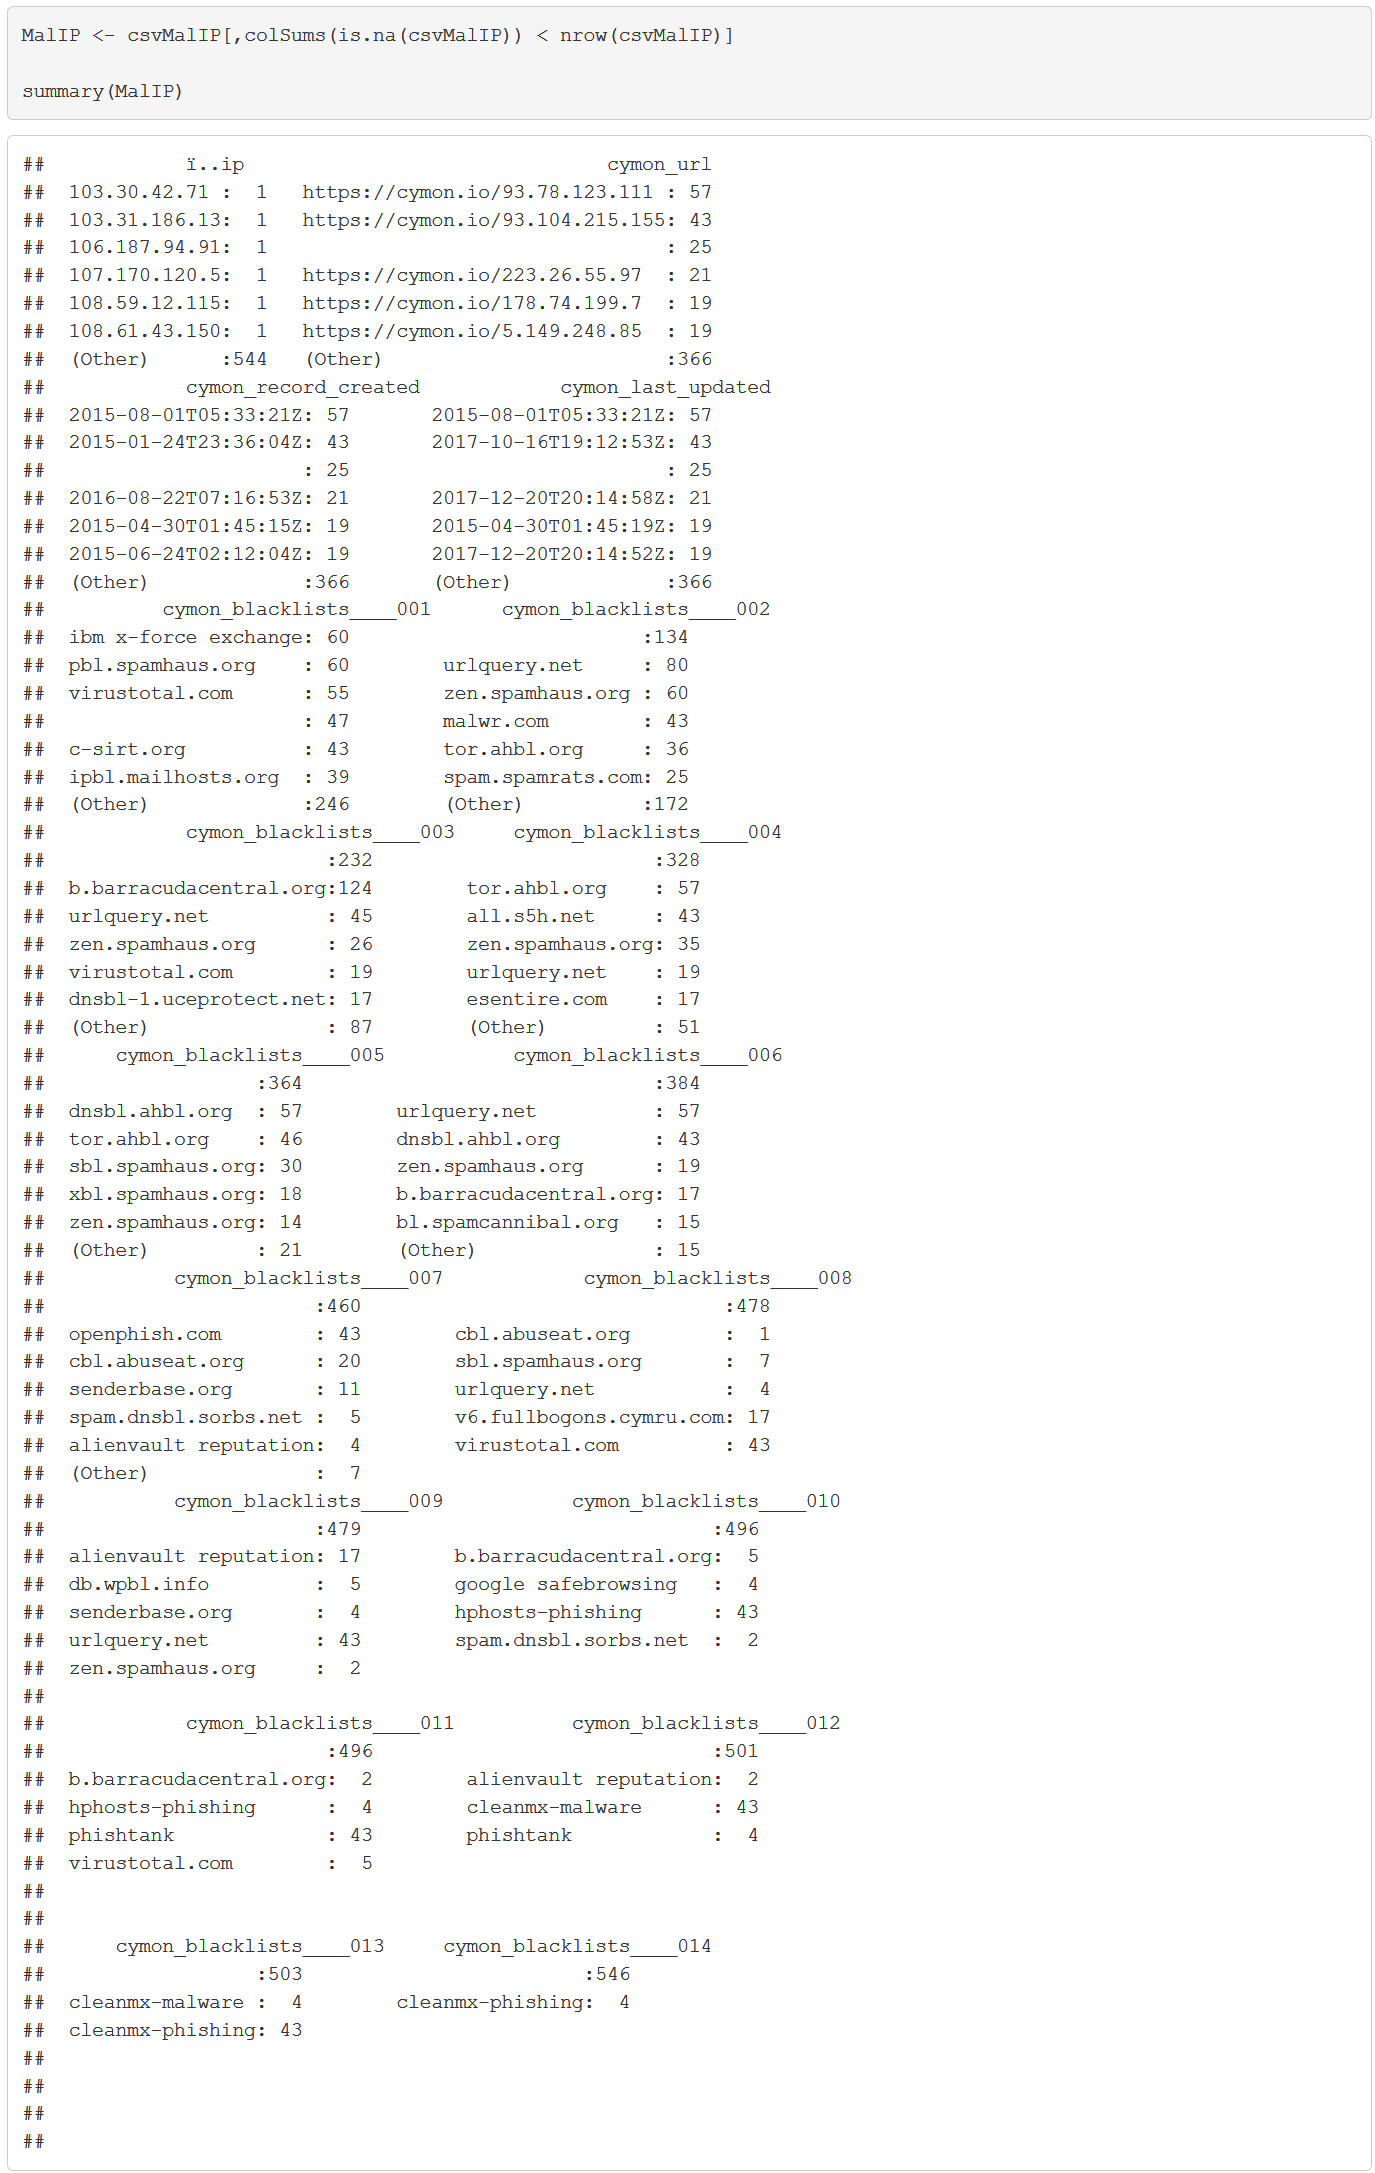 MalIP <- csvMalIP[,colSums(is.na(csvMalIP)) < nrow(csvMalIP)]
summary(MalIP)
##            ï..ip                               cymon_url
##  103.30.42.71 :  1   https://cymon.io/93.78.123.111 : 57
##  103.31.186.13:  1   https://cymon.io/93.104.215.155: 43
##  106.187.94.91:  1                                  : 25
##  107.170.120.5:  1   https://cymon.io/223.26.55.97  : 21
##  108.59.12.115:  1   https://cymon.io/178.74.199.7  : 19
##  108.61.43.150:  1   https://cymon.io/5.149.248.85  : 19
##  (Other)      :544   (Other)                        :366
##            cymon_record_created            cymon_last_updated
##  2015-08-01T05:33:21Z: 57       2015-08-01T05:33:21Z: 57
##  2015-01-24T23:36:04Z: 43       2017-10-16T19:12:53Z: 43
##                      : 25                           : 25
##  2016-08-22T07:16:53Z: 21       2017-12-20T20:14:58Z: 21
##  2015-04-30T01:45:15Z: 19       2015-04-30T01:45:19Z: 19
##  2015-06-24T02:12:04Z: 19       2017-12-20T20:14:52Z: 19
##  (Other)             :366       (Other)             :366
##          cymon_blacklists____001      cymon_blacklists____002
##  ibm x-force exchange: 60                         :134
##  pbl.spamhaus.org    : 60        urlquery.net     : 80
##  virustotal.com      : 55        zen.spamhaus.org : 60
##                      : 47        malwr.com        : 43
##  c-sirt.org          : 43        tor.ahbl.org     : 36
##  ipbl.mailhosts.org  : 39        spam.spamrats.com: 25
##  (Other)             :246        (Other)          :172
##            cymon_blacklists____003     cymon_blacklists____004
##                        :232                        :328
##  b.barracudacentral.org:124        tor.ahbl.org    : 57
##  urlquery.net          : 45        all.s5h.net     : 43
##  zen.spamhaus.org      : 26        zen.spamhaus.org: 35
##  virustotal.com        : 19        urlquery.net    : 19
##  dnsbl-1.uceprotect.net: 17        esentire.com    : 17
##  (Other)               : 87        (Other)         : 51
##      cymon_blacklists____005           cymon_blacklists____006
##                  :364                              :384
##  dnsbl.ahbl.org  : 57        urlquery.net          : 57
##  tor.ahbl.org    : 46        dnsbl.ahbl.org        : 43
##  sbl.spamhaus.org: 30        zen.spamhaus.org      : 19
##  xbl.spamhaus.org: 18        b.barracudacentral.org: 17
##  zen.spamhaus.org: 14        bl.spamcannibal.org   : 15
##  (Other)         : 21        (Other)               : 15
##           cymon_blacklists____007            cymon_blacklists____008
##                       :460                               :478
##  openphish.com        : 43        cbl.abuseat.org        :  1
##  cbl.abuseat.org      : 20        sbl.spamhaus.org       :  7
##  senderbase.org       : 11        urlquery.net           :  4
##  spam.dnsbl.sorbs.net :  5        v6.fullbogons.cymru.com: 17
##  alienvault reputation:  4        virustotal.com         : 43
##  (Other)              :  7
##           cymon_blacklists____009           cymon_blacklists____010
##                       :479                              :496
##  alienvault reputation: 17        b.barracudacentral.org:  5
##  db.wpbl.info         :  5        google safebrowsing   :  4
##  senderbase.org       :  4        hphosts-phishing      : 43
##  urlquery.net         : 43        spam.dnsbl.sorbs.net  :  2
##  zen.spamhaus.org     :  2
##
##            cymon_blacklists____011          cymon_blacklists____012
##                        :496                             :501
##  b.barracudacentral.org:  2        alienvault reputation:  2
##  hphosts-phishing      :  4        cleanmx-malware      : 43
##  phishtank             : 43        phishtank            :  4
##  virustotal.com        :  5
##
##
##      cymon_blacklists____013     cymon_blacklists____014
##                  :503                        :546
##  cleanmx-malware :  4        cleanmx-phishing:  4
##  cleanmx-phishing: 43
##
##
##
##